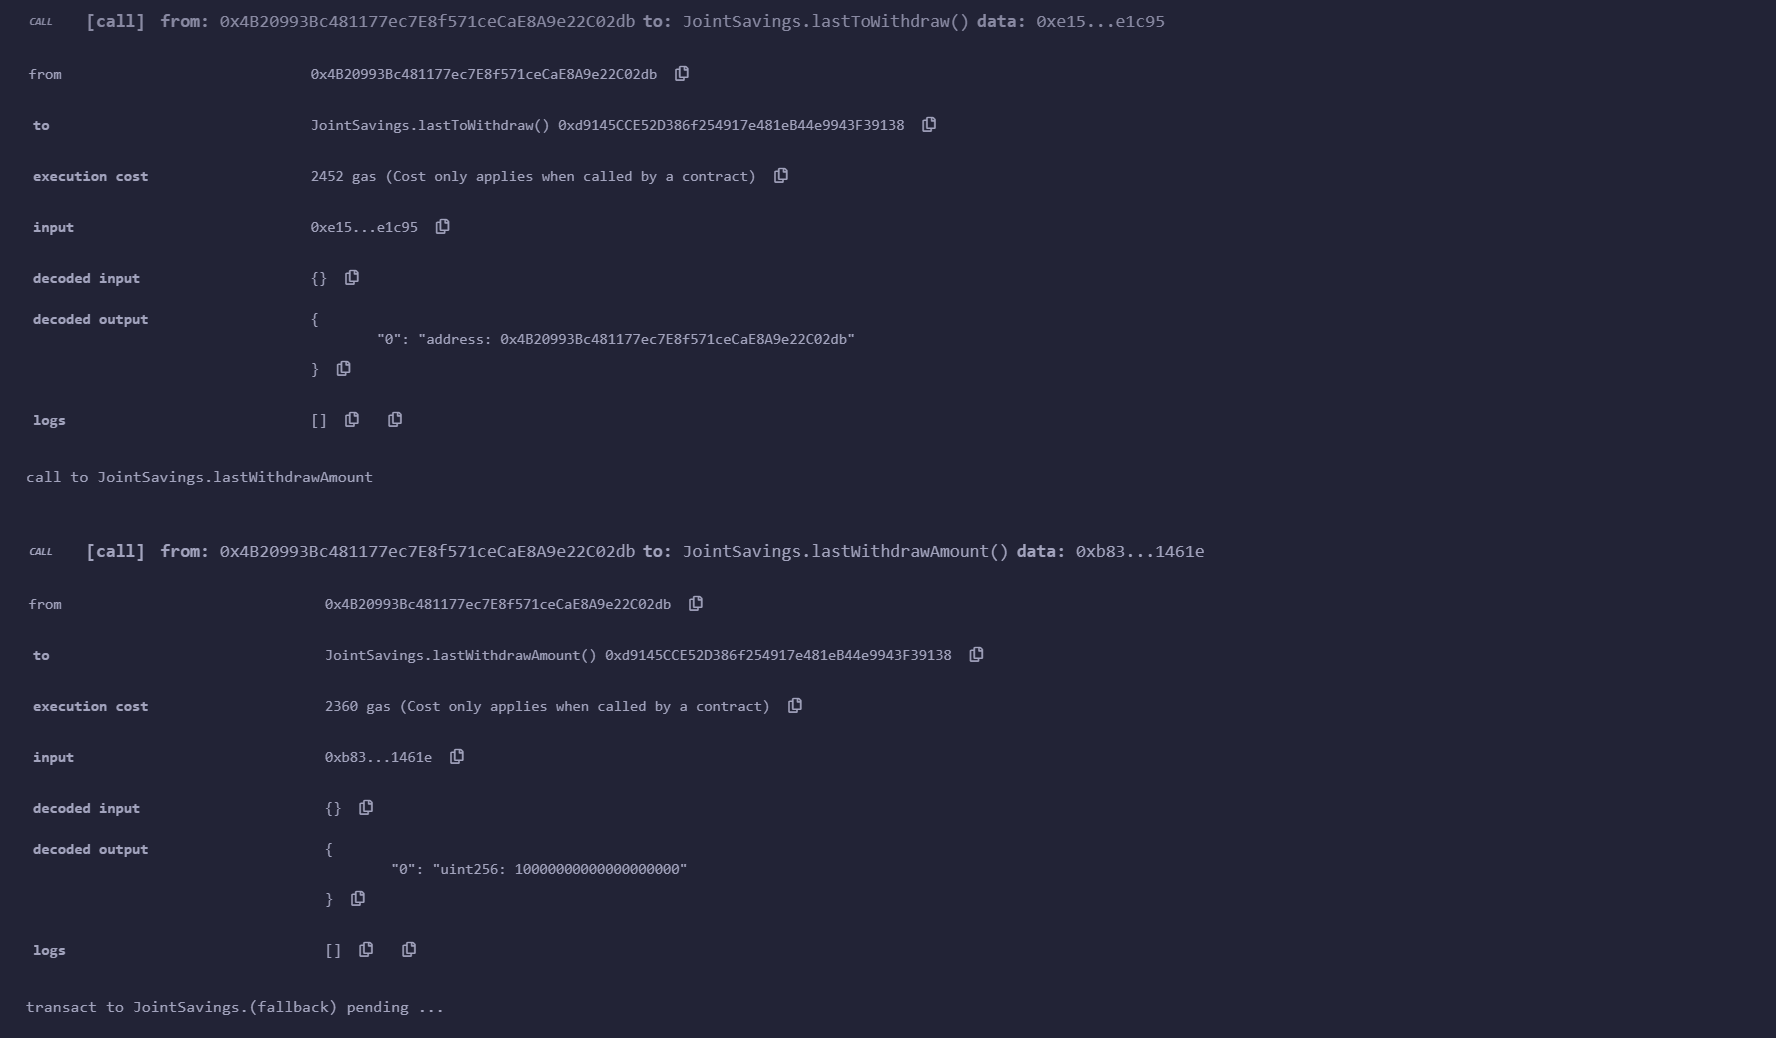 CALL [call] from: 0x4B20993Bc481177ec7E8f571ceCaE8A9e22C02db to: JointSavings.lastToWithdraw() data: 0xe15...e1c95
from 0x4B20993Bc481177ec7E8f571ceCaE8A9e22C02db
to JointSavings.lastToWithdraw() 0xd9145CCE52D386f254917e481eB44e9943F39138
execution cost 2452 gas (Cost only applies when called by a contract)
input 0xe15...e1c95
decoded input {}
decoded output {
"0": "address: 0x4B20993Bc481177ec7E8f571ceCaE8A9e22C02db"
}
logs []
call to JointSavings.lastWithdrawAmount
CALL [call] from: 0x4B20993Bc481177ec7E8f571ceCaE8A9e22C02db to: JointSavings.lastWithdrawAmount() data: 0xb83...1461e
from 0x4B20993Bc481177ec7E8f571ceCaE8A9e22C02db
to JointSavings.lastWithdrawAmount() 0xd9145CCE52D386f254917e481eB44e9943F39138
execution cost 2360 gas (Cost only applies when called by a contract)
input 0xb83...1461e
decoded input {}
decoded output {
"0": "uint256: 10000000000000000000"
}
logs []
transact to JointSavings.(fallback) pending ...